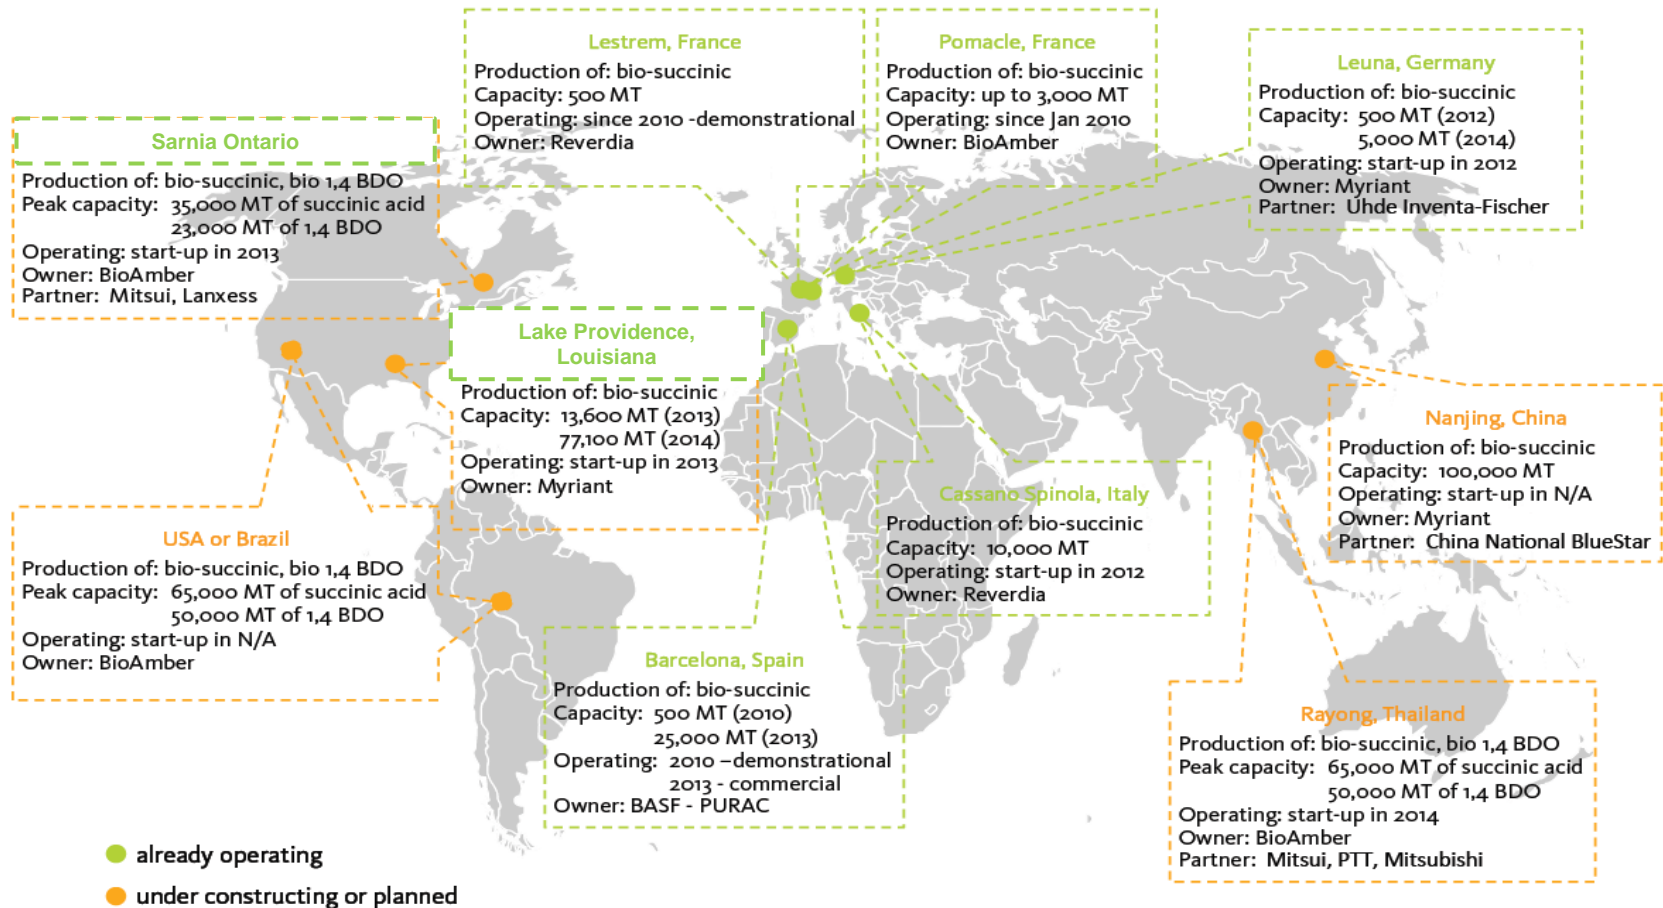 Lestrem, France
Production of: bio-succinic
Capacity: 500 MT
Operating: since 2010 -demonstrational
Owner: Reverdia
Pomacle, France
Production of: bio-succinic
Capacity: up to 3,000 MT
Operating: since Jan 2010
Owner: BioAmber
Leuna, Germany
Production of: bio-succinic
Capacity: 500 MT (2012)
5,000 MT (2014)
Operating: start-up in 2012
Owner: Myriant
Partner: Uhde Inventa-Fischer
Sarnia Ontario
Production of: bio-succinic, bio 1,4 BDO
Peak capacity: 35,000 MT of succinic acid
23,000 MT of 1,4 BDO
Operating: start-up in 2013
Owner: BioAmber
Partner: Mitsui, Lanxess
Lake Providence,
Louisiana
Production of: bio-succinic
Capacity: 13,600 MT (2013)
77,100 MT (2014)
Operating: start-up in 2013
Owner: Myriant
Nanjing, China
Production of: bio-succinic
Capacity: 100,000 MT
Operating: start-up in N/A
Owner: Myriant
Partner: China National BlueStar
Cassano Spinola, Italy
Production of: bio-succinic
Capacity: 10,000 MT
Operating: start-up in 2012
Owner: Reverdia
USA or Brazil
Production of: bio-succinic, bio 1,4 BDO
Peak capacity: 65,000 MT of succinic acid
50,000 MT of 1,4 BDO
Operating: start-up in N/A
Owner: BioAmber
Barcelona, Spain
Production of: bio-succinic
Capacity: 500 MT (2010)
25,000 MT (2013)
Operating: 2010 –demonstrational
2013 - commercial
Owner: BASF - PURAC
Rayong, Thailand
Production of: bio-succinic, bio 1,4 BDO
Peak capacity: 65,000 MT of succinic acid
50,000 MT of 1,4 BDO
Operating: start-up in 2014
Owner: BioAmber
Partner: Mitsui, PTT, Mitsubishi
already operating
under constructing or planned